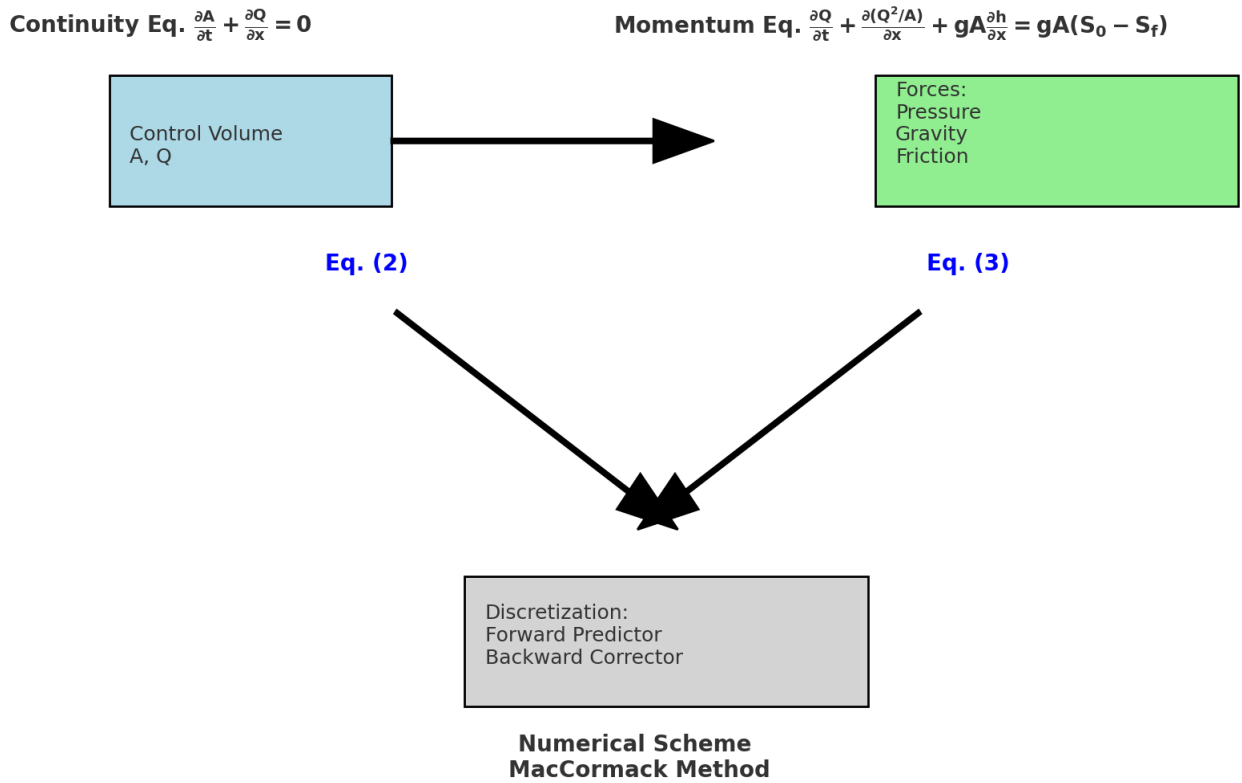 Continuity Eq. ∂A/∂t + ∂Q/∂x = 0
Momentum Eq. ∂Q/∂t + ∂(Q²/A)/∂x + gA ∂h/∂x = gA(S₀ − S_f)
Control Volume
A, Q
Forces:
Pressure
Gravity
Friction
Eq. (2)
Eq. (3)
Discretization:
Forward Predictor
Backward Corrector
Numerical Scheme
MacCormack Method